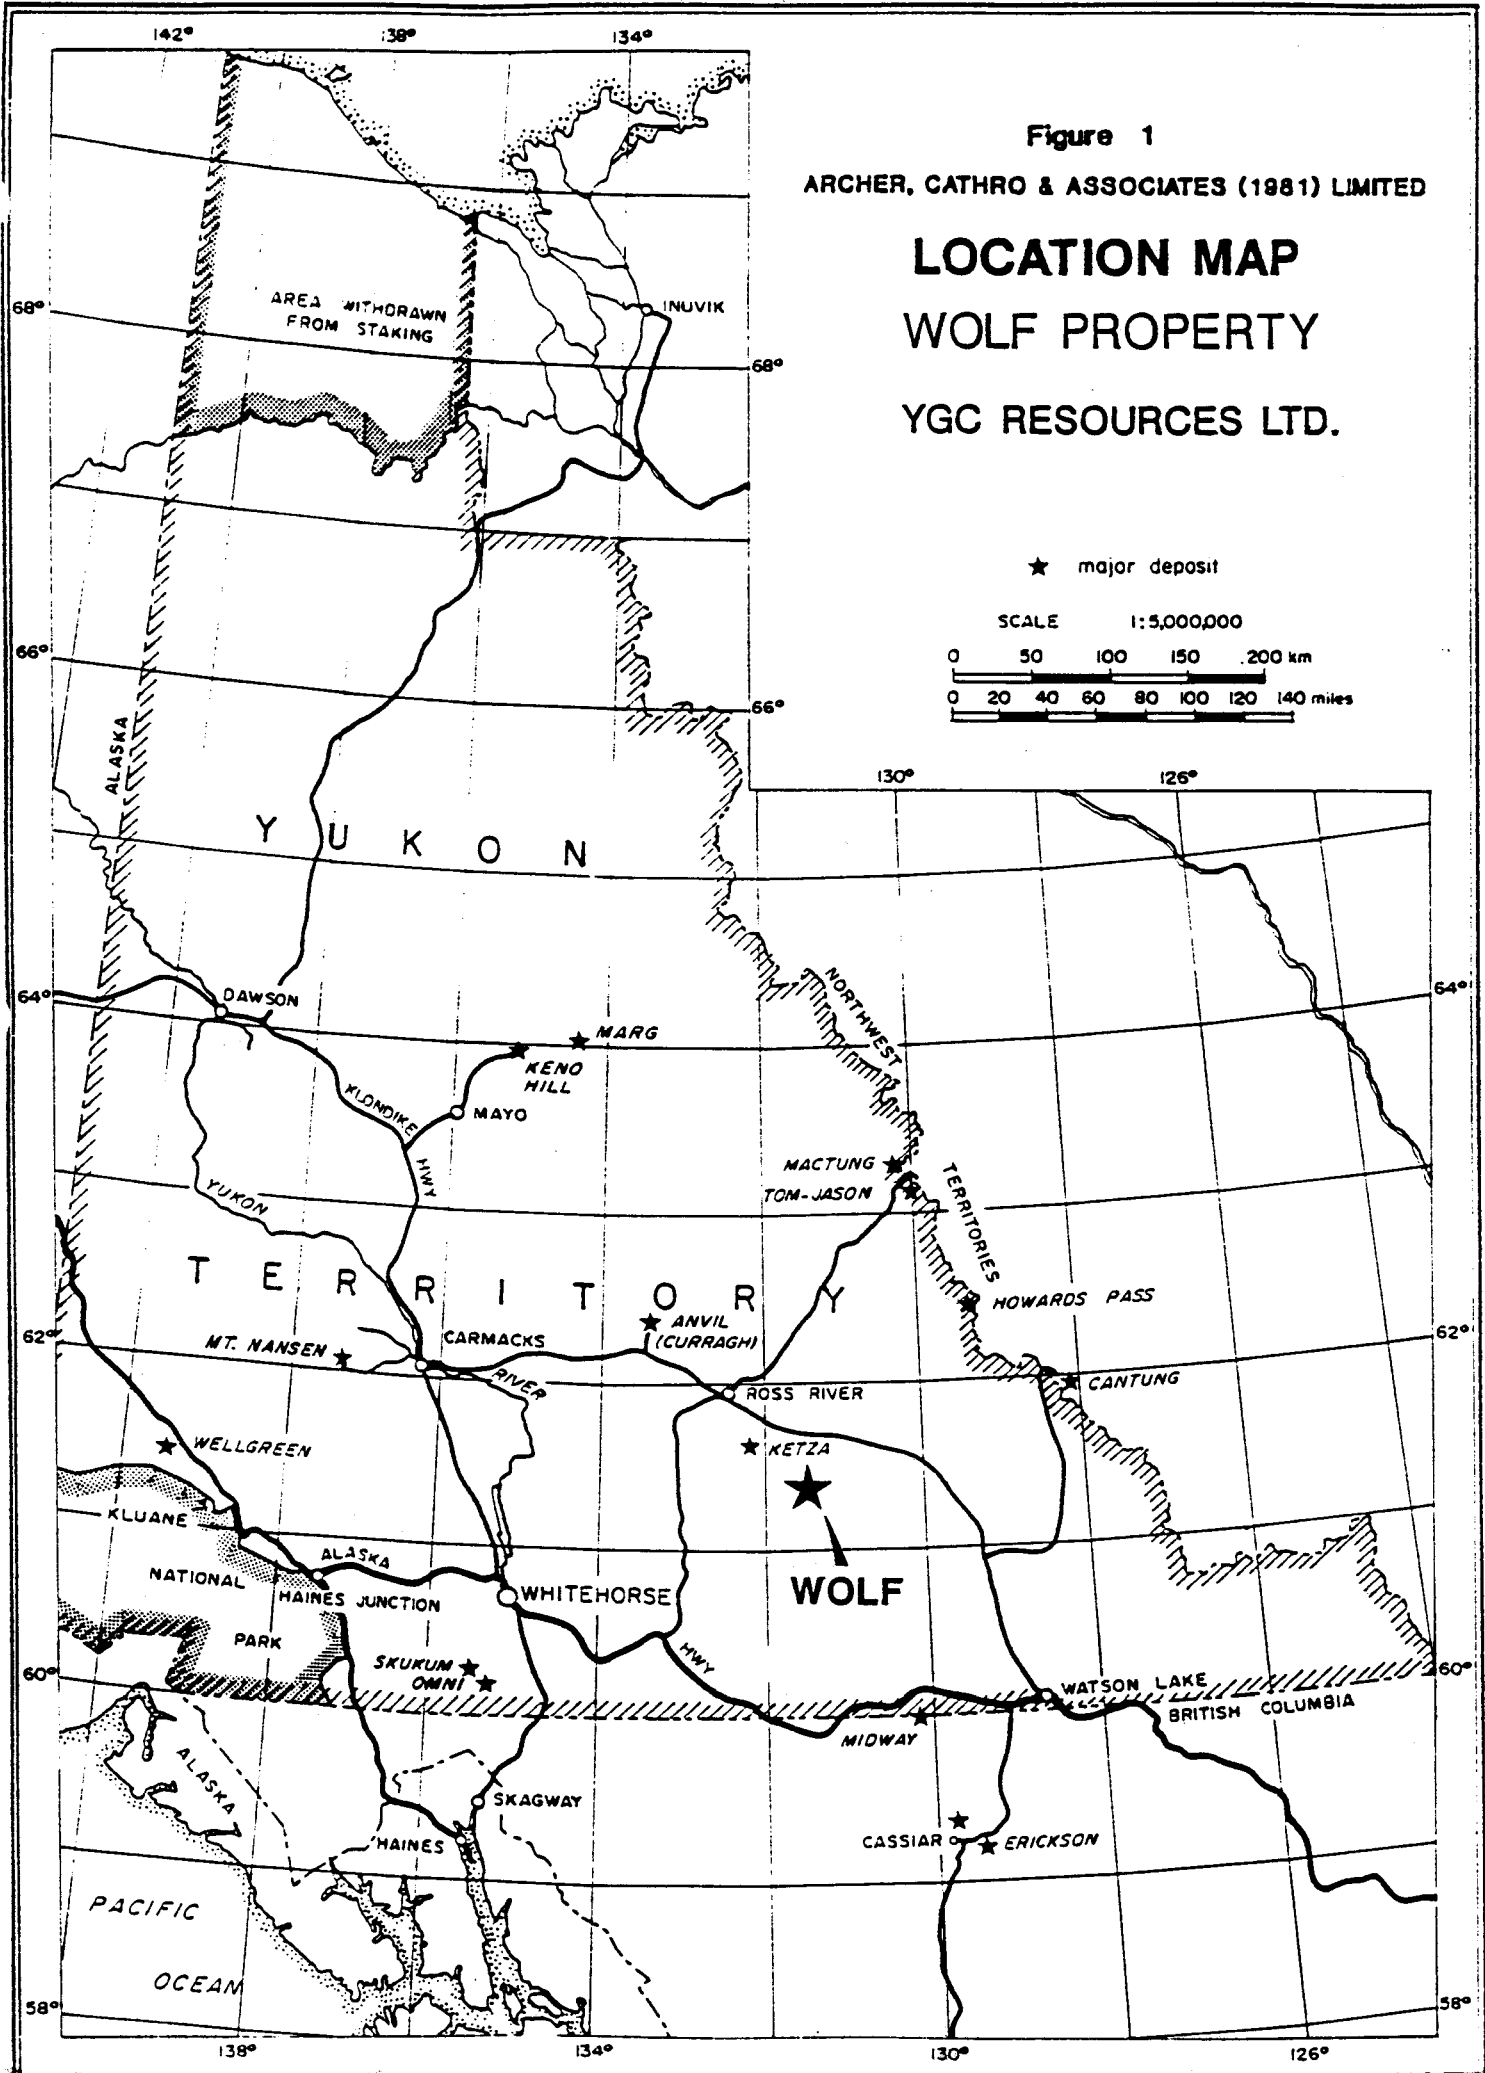 142°
138°
134°
Figure 1
ARCHER, CATHRO & ASSOCIATES (1981) LIMITED
LOCATION MAP
WOLF PROPERTY
YGC RESOURCES LTD.
68°
AREA WITHDRAWN
FROM STAKING
INUVIK
68°
★ major deposit
SCALE 1:5,000,000
0 50 100 150 200 km
0 20 40 60 80 100 120 140 miles
66°
66°
ALASKA
130°
126°
YUKON
64°
DAWSON
NORTHWEST
64°
MARG
KENO
HILL
KLONDIKE
MAYO
HWY
MACTUNG
TOM-JASON
TERRITORIES
YUKON
TERRITORY
HOWARDS PASS
62°
MT. NANSEN
CARMACKS
ANVIL
(CURRAGH)
62°
RIVER
ROSS RIVER
CANTUNG
WELLGREEN
KETZA
KLUANE
ALASKA
NATIONAL
HAINES JUNCTION
WHITEHORSE
WOLF
PARK
SKUKUM
OMNI
HWY
60°
WATSON LAKE
60°
BRITISH COLUMBIA
MIDWAY
ALASKA
SKAGWAY
HAINES
CASSIAR
ERICKSON
PACIFIC
OCEAN
58°
58°
138°
134°
130°
126°